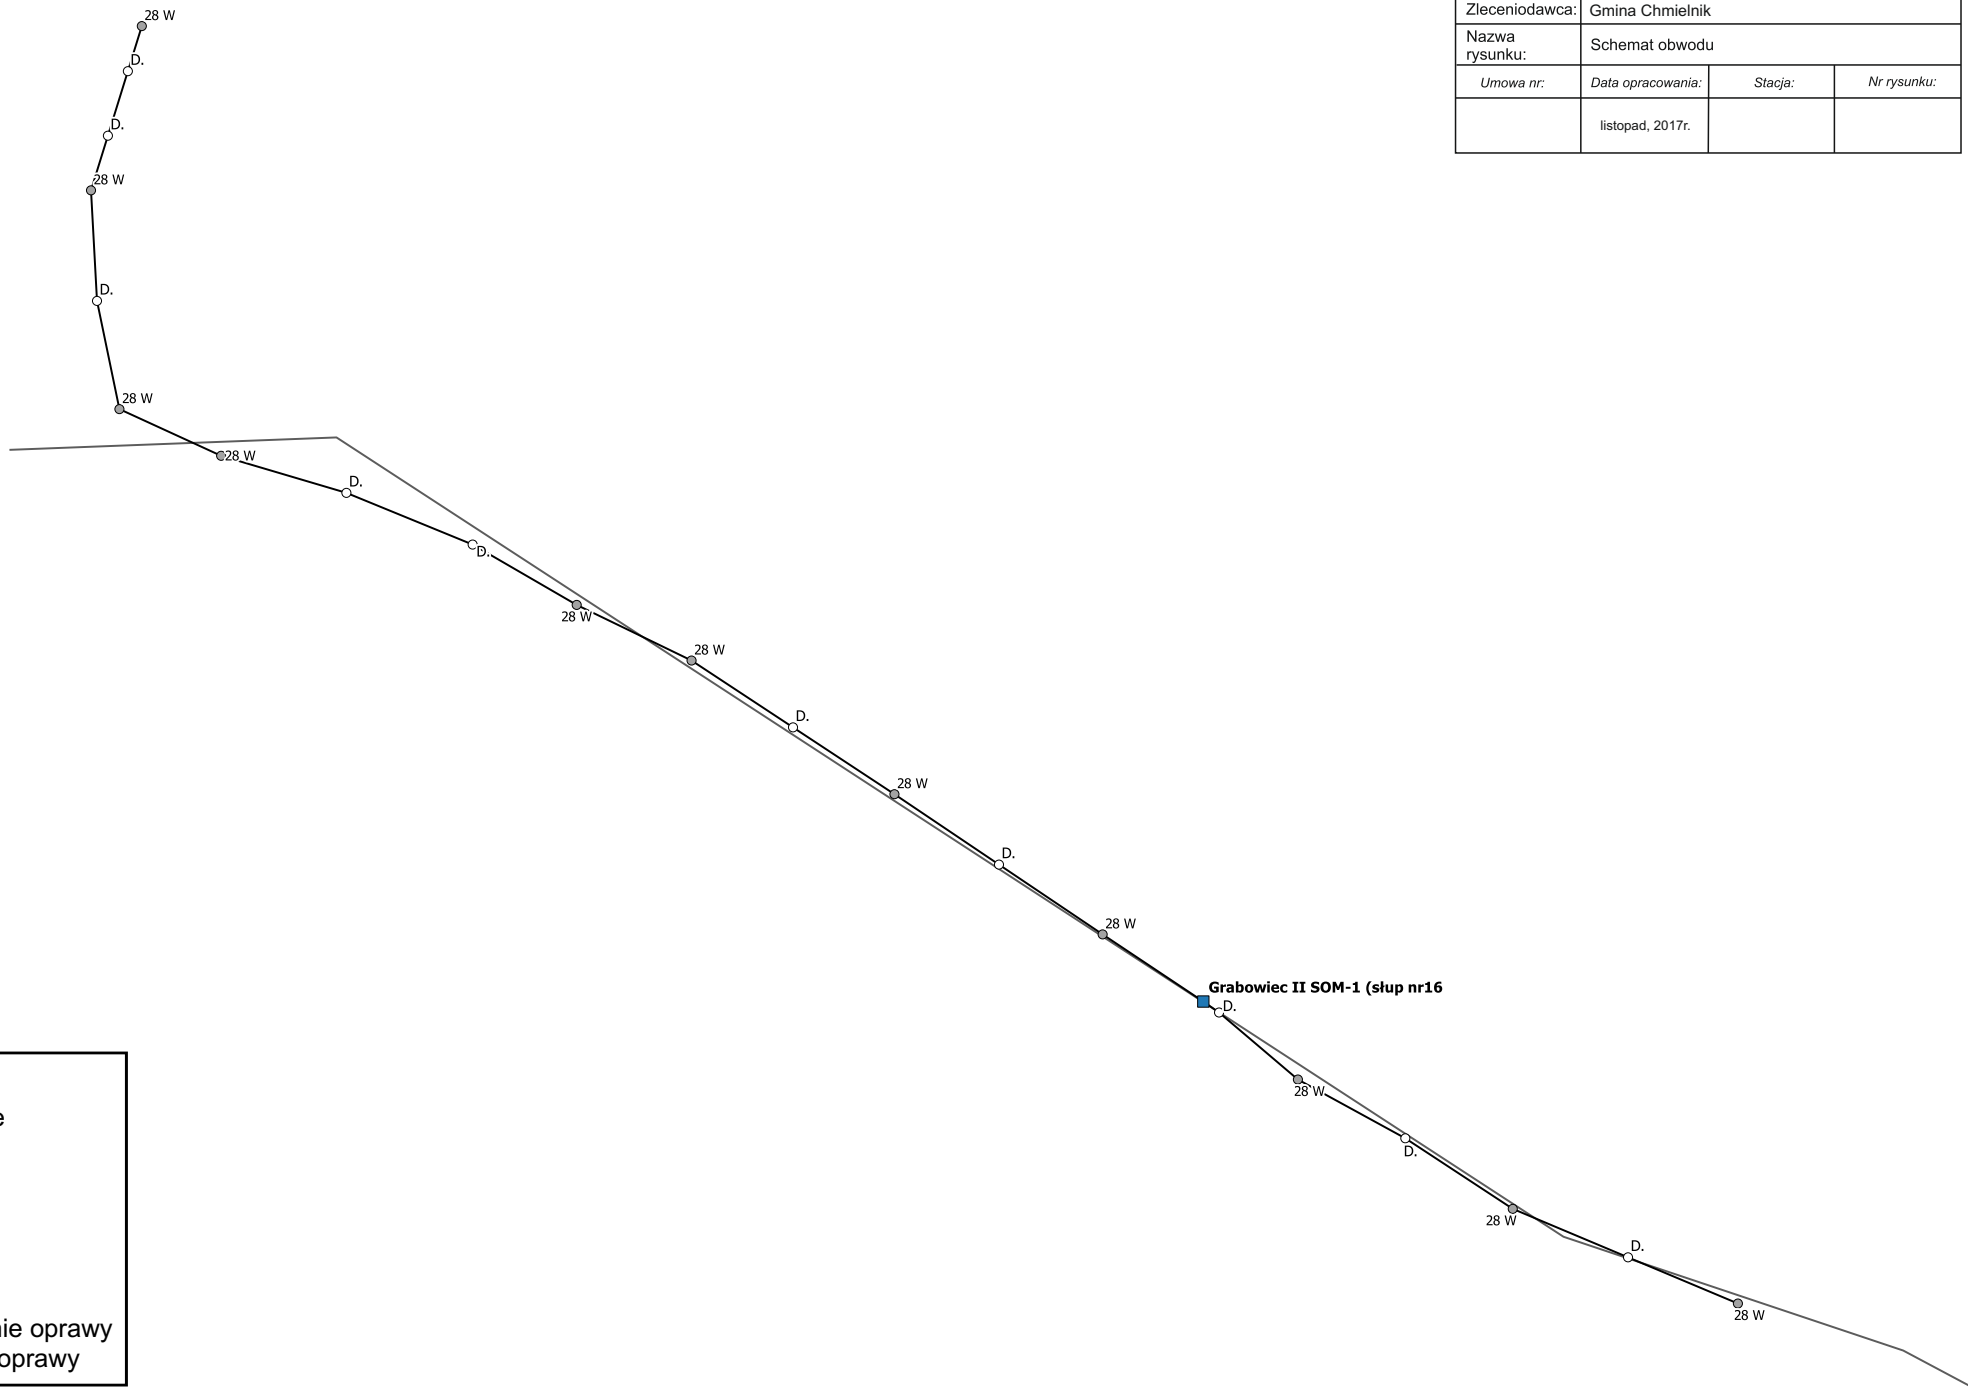 Zleceniodawca: Gmina Chmielnik
Nazwa rysunku: Schemat obwodu
Umowa nr: Data opracowania: Stacja: Nr rysunku:
listopad, 2017r.
28 W
D.
D.
28 W
D.
28 W
28 W
D.
D.
28 W
28 W
D.
28 W
D.
28 W
Grabowiec II SOM-1 (słup nr16
D.
28 W
D.
28 W
D.
28 W
e
nie oprawy
oprawy